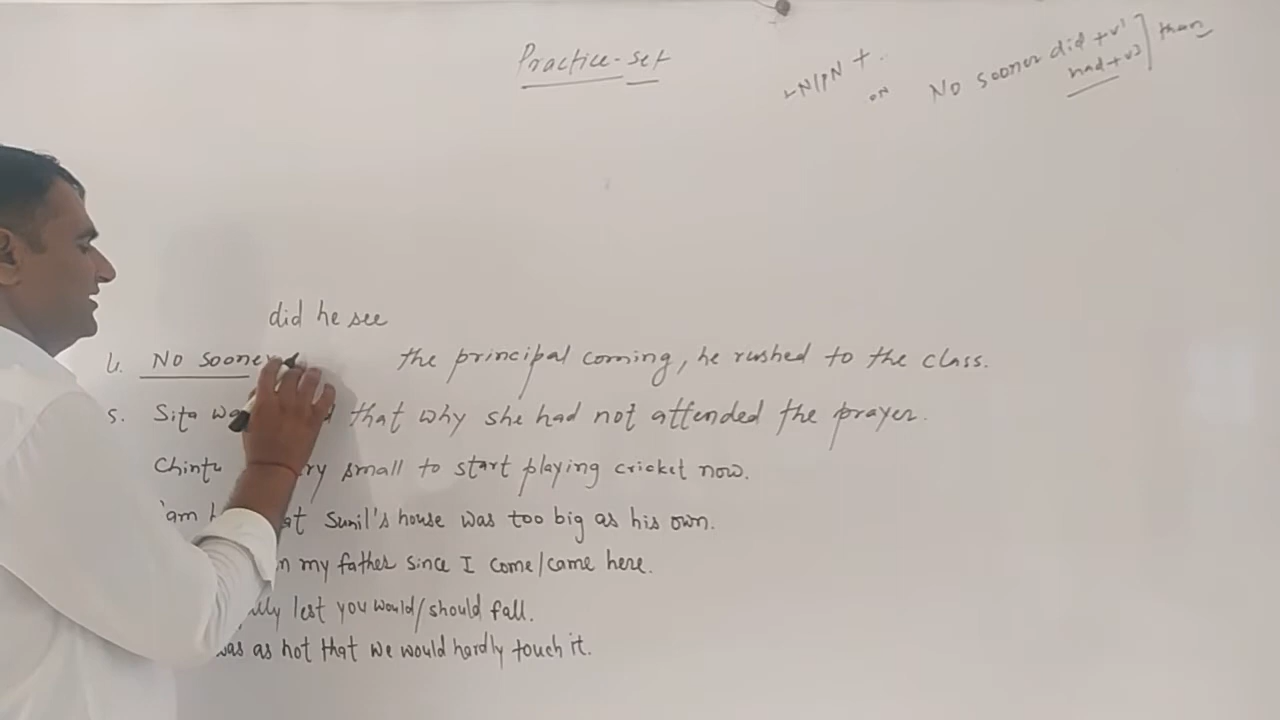 Practice-set
No sooner did + v¹
had + v³ ] than
+N/PN +
did he see
No sooner the principal coming, he rushed to the class.
5. Sita that why she had not attended the prayer.
Chintu small to start playing cricket now.
Sunil's house was too big as his own.
my father since I come/came here.
lest you would/should fall.
was as hot that we would hardly touch it.